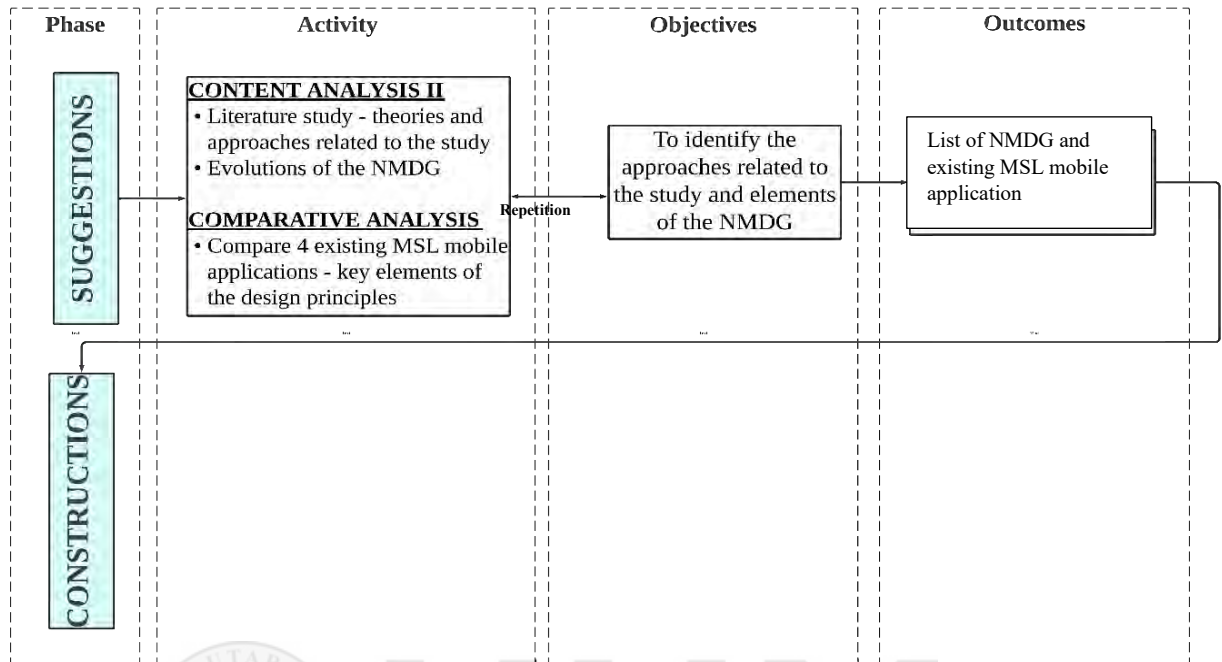 Phase
Activity
Objectives
Outcomes
SUGGESTIONS
CONTENT ANALYSIS II
• Literature study - theories and
approaches related to the study
• Evolutions of the NMDG
COMPARATIVE ANALYSIS
• Compare 4 existing MSL mobile
applications - key elements of
the design principles
Repetition
To identify the
approaches related to
the study and elements
of the NMDG
List of NMDG and
existing MSL mobile
application
CONSTRUCTIONS
UTAR